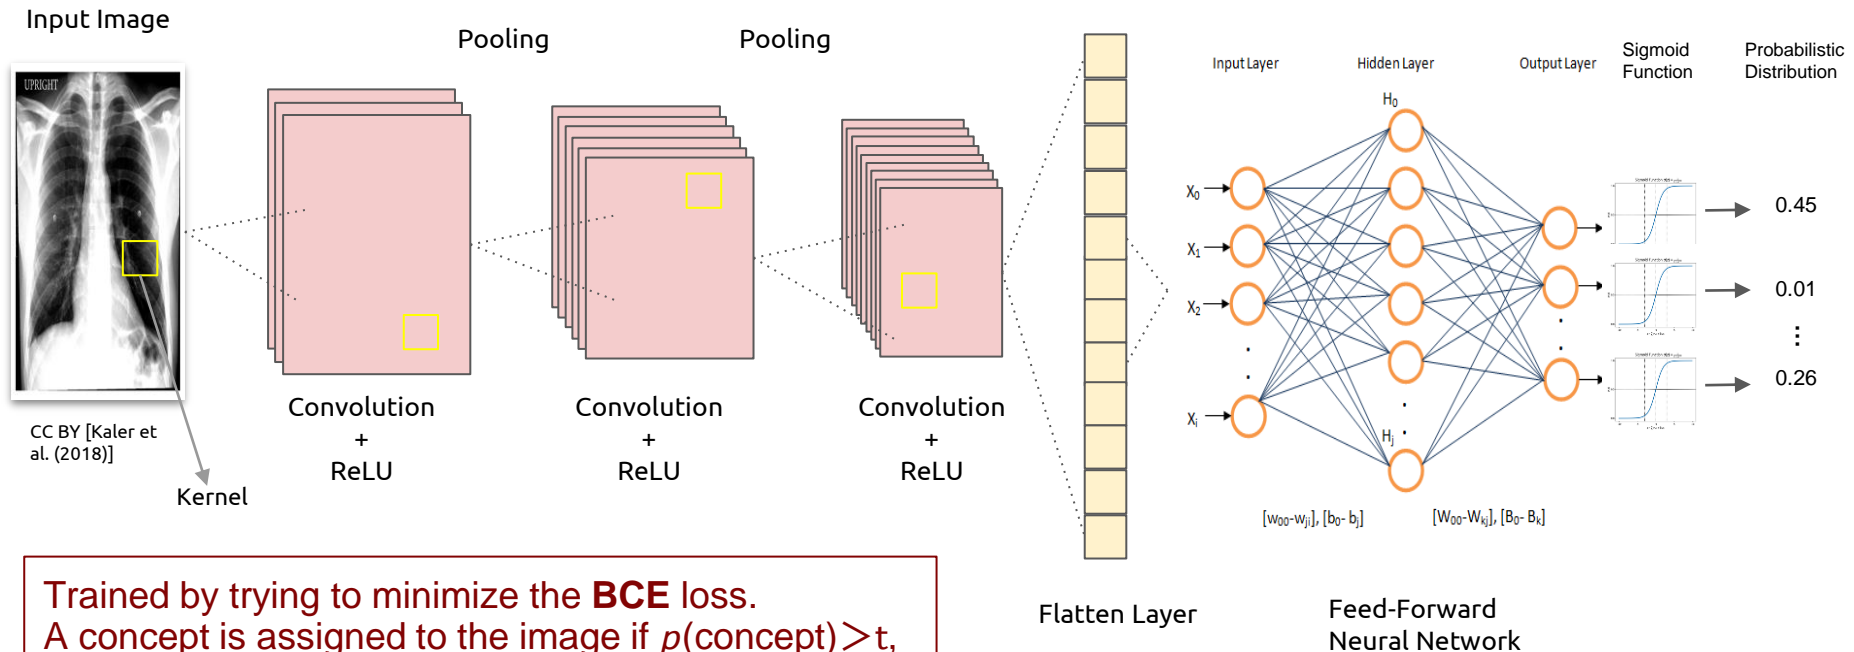 Input Image
Pooling
Pooling
UPRIGHT
CC BY [Kaler et
al. (2018)]
Kernel
Convolution
+
ReLU
Convolution
+
ReLU
Convolution
+
ReLU
Flatten Layer
Input Layer
Hidden Layer
Output Layer
Sigmoid
Function
Probabilistic
Distribution
H₀
X₀
X₁
X₂
Xᵢ
Hⱼ
[w₀₀-wⱼᵢ], [b₀- bⱼ]
[W₀₀-Wₖⱼ], [B₀- Bₖ]
0.45
0.01
⋮
0.26
Feed-Forward
Neural Network
Trained by trying to minimize the BCE loss.
A concept is assigned to the image if p(concept)>t,